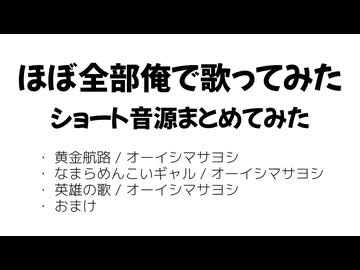 ほぼ全部俺で歌ってみた
ショート音源まとめてみた
・ 黄金航路 / オーイシマサヨシ
・ なまらめんこいギャル / オーイシマサヨシ
・ 英雄の歌 / オーイシマサヨシ
・ おまけ